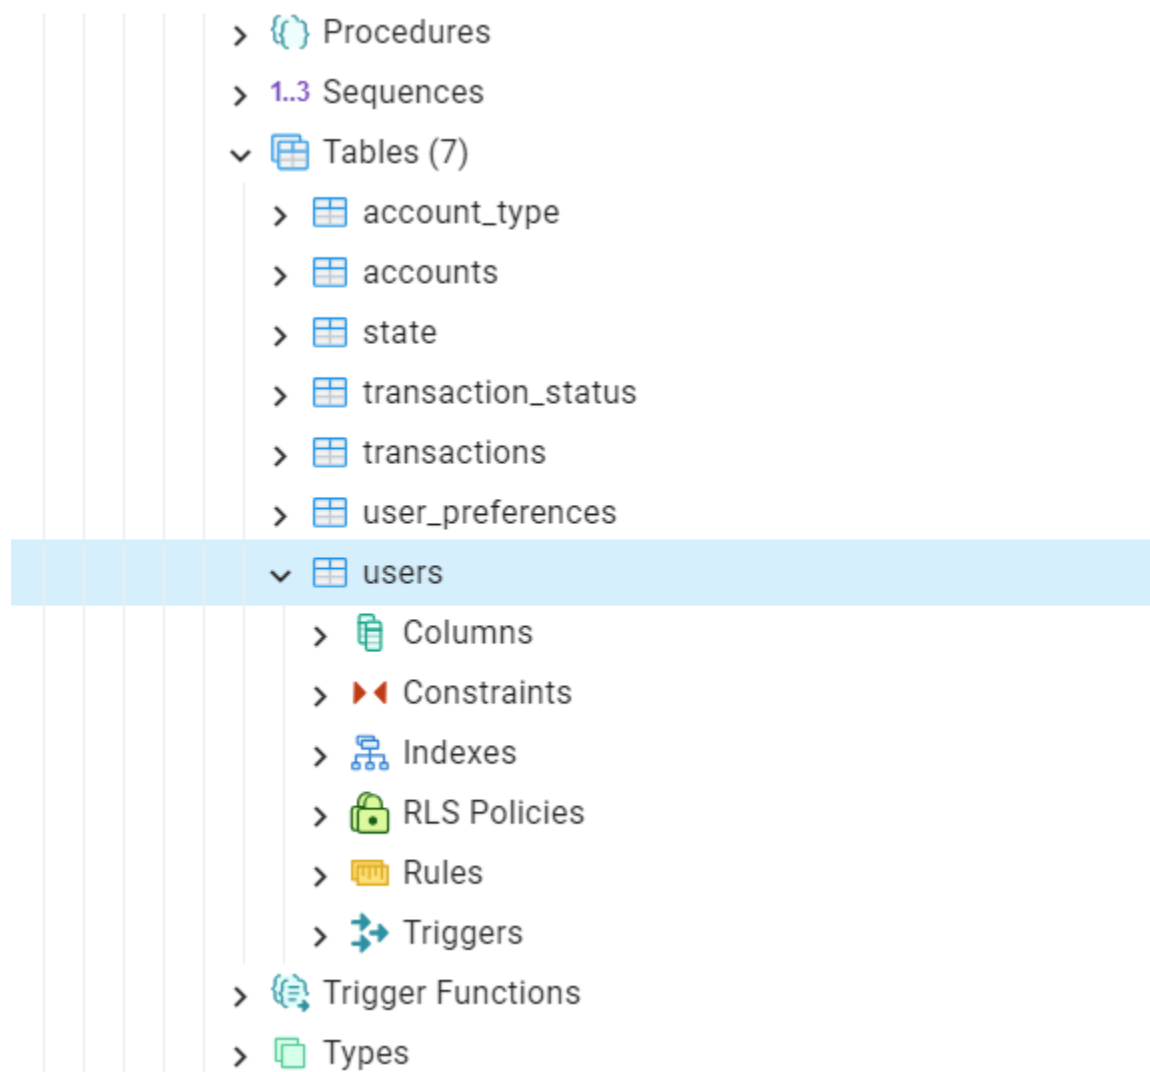 Procedures
1..3 Sequences
Tables (7)
account_type
accounts
state
transaction_status
transactions
user_preferences
users
Columns
Constraints
Indexes
RLS Policies
Rules
Triggers
Trigger Functions
Types